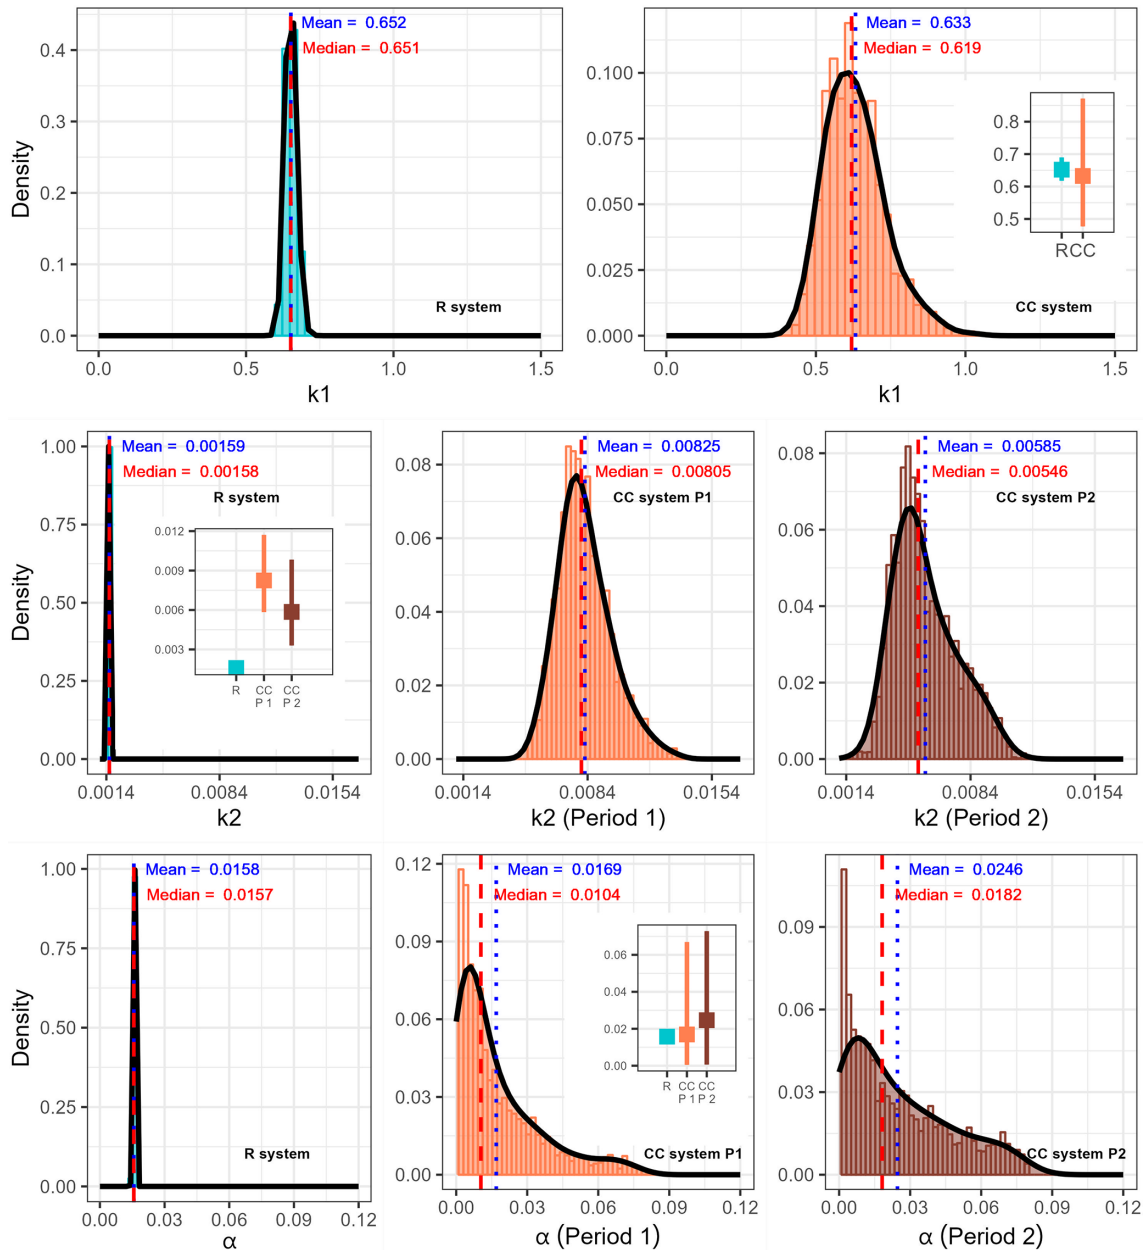 Mean = 0.652
Median = 0.651
0.4
0.3
0.2
0.1
0.0
Density
R system
0.0 0.5 1.0 1.5
k1
Mean = 0.633
Median = 0.619
0.100
0.075
0.050
0.025
0.000
0.8
0.7
0.6
0.5
R CC
CC system
0.0 0.5 1.0 1.5
k1
Mean = 0.00159
Median = 0.00158
R system
1.00
0.75
0.50
0.25
0.00
Density
0.012
0.009
0.006
0.003
R CC CC
P 1 P 2
0.0014 0.0084 0.0154
k2
Mean = 0.00825
Median = 0.00805
CC system P1
0.08
0.06
0.04
0.02
0.00
0.0014 0.0084 0.0154
k2 (Period 1)
Mean = 0.00585
Median = 0.00546
CC system P2
0.08
0.06
0.04
0.02
0.00
0.0014 0.0084 0.0154
k2 (Period 2)
Mean = 0.0158
Median = 0.0157
1.00
0.75
0.50
0.25
0.00
Density
R system
0.00 0.03 0.06 0.09 0.12
α
Mean = 0.0169
Median = 0.0104
0.12
0.09
0.06
0.03
0.00
0.06
0.04
0.02
0.00
R CC CC
P 1 P 2
CC system P1
0.00 0.03 0.06 0.09 0.12
α (Period 1)
Mean = 0.0246
Median = 0.0182
0.09
0.06
0.03
0.00
CC system P2
0.00 0.03 0.06 0.09 0.12
α (Period 2)